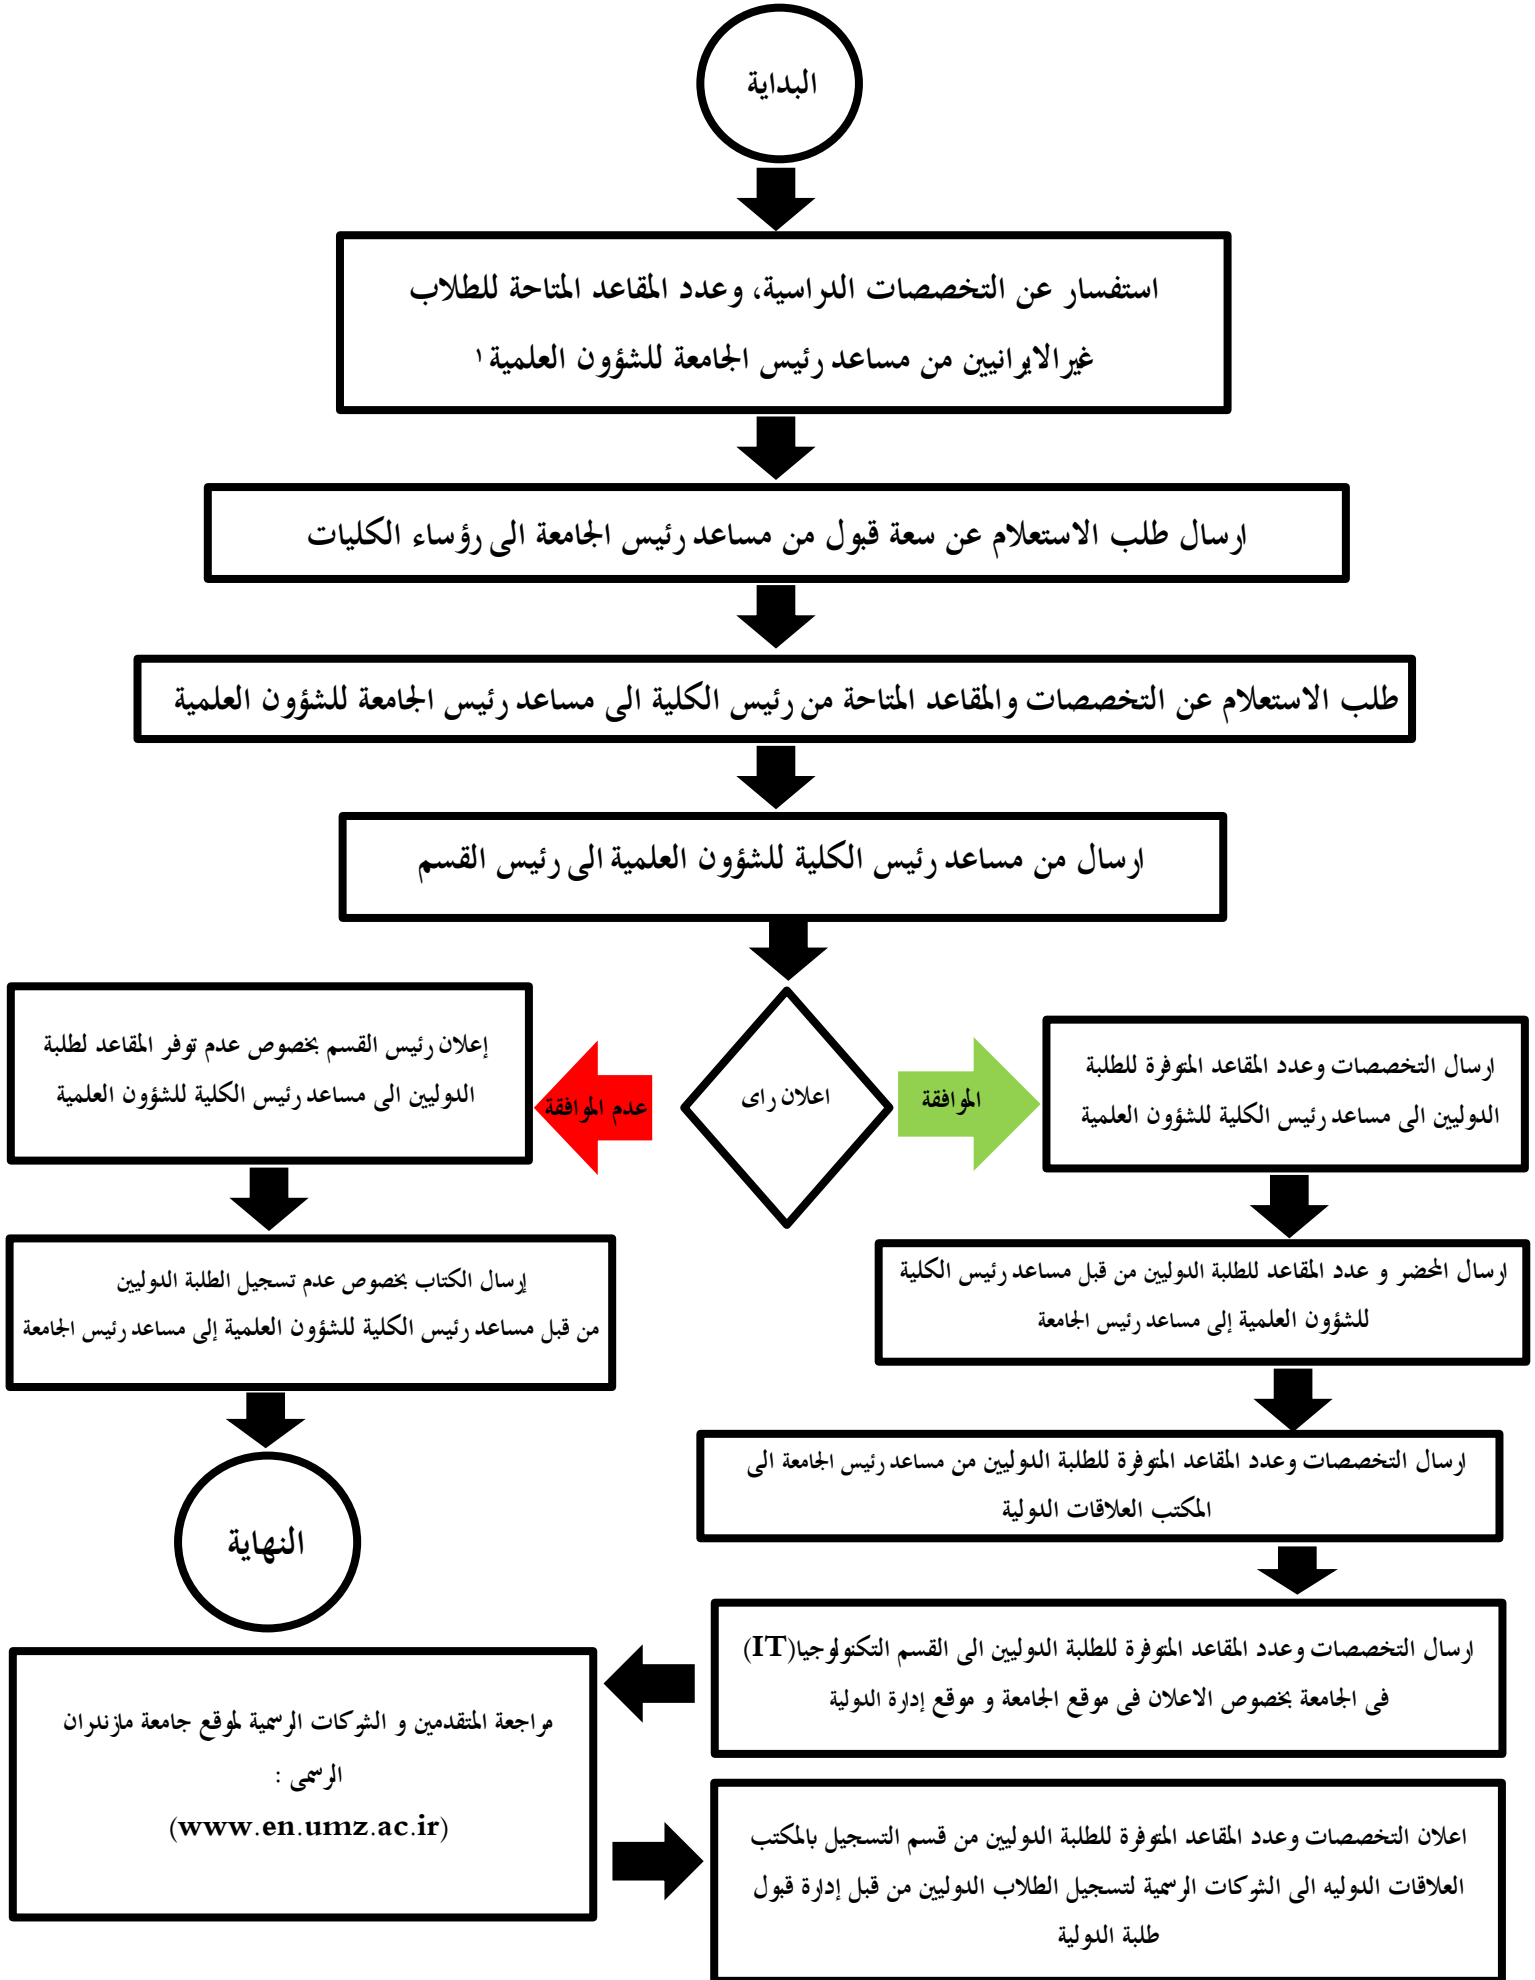 البداية
استفسار عن التخصصات الدراسية، وعدد المقاعد المتاحة للطلاب
غيرالايرانيين من مساعد رئيس الجامعة للشؤون العلمية ١
ارسال طلب الاستعلام عن سعة قبول من مساعد رئيس الجامعة الى رؤساء الكليات
طلب الاستعلام عن التخصصات والمقاعد المتاحة من رئيس الكلية الى مساعد رئيس الجامعة للشؤون العلمية
ارسال من مساعد رئيس الكلية للشؤون العلمية الى رئيس القسم
اعلان راى
الموافقة
عدم الموافقة
ارسال التخصصات وعدد المقاعد المتوفرة للطلبة
الدوليين الى مساعد رئيس الكلية للشؤون العلمية
إعلان رئيس القسم بخصوص عدم توفر المقاعد لطلبة
الدوليين الى مساعد رئيس الكلية للشؤون العلمية
ارسال المحضر و عدد المقاعد للطلبة الدوليين من قبل مساعد رئيس الكلية
للشؤون العلمية إلى مساعد رئيس الجامعة
إرسال الكتاب بخصوص عدم تسجيل الطلبة الدوليين
من قبل مساعد رئيس الكلية للشؤون العلمية إلى مساعد رئيس الجامعة
النهاية
ارسال التخصصات وعدد المقاعد المتوفرة للطلبة الدوليين من مساعد رئيس الجامعة الى
المكتب العلاقات الدولية
ارسال التخصصات وعدد المقاعد المتوفرة للطلبة الدوليين الى القسم التكنولوجيا(IT)
فى الجامعة بخصوص الاعلان فى موقع الجامعة و موقع إدارة الدولية
مراجعة المتقدمين و الشركات الرسمية لموقع جامعة مازندران
الرسمى :
(www.en.umz.ac.ir)
اعلان التخصصات وعدد المقاعد المتوفرة للطلبة الدوليين من قسم التسجيل بالمكتب
العلاقات الدوليه الى الشركات الرسمية لتسجيل الطلاب الدوليين من قبل إدارة قبول
طلبة الدولية